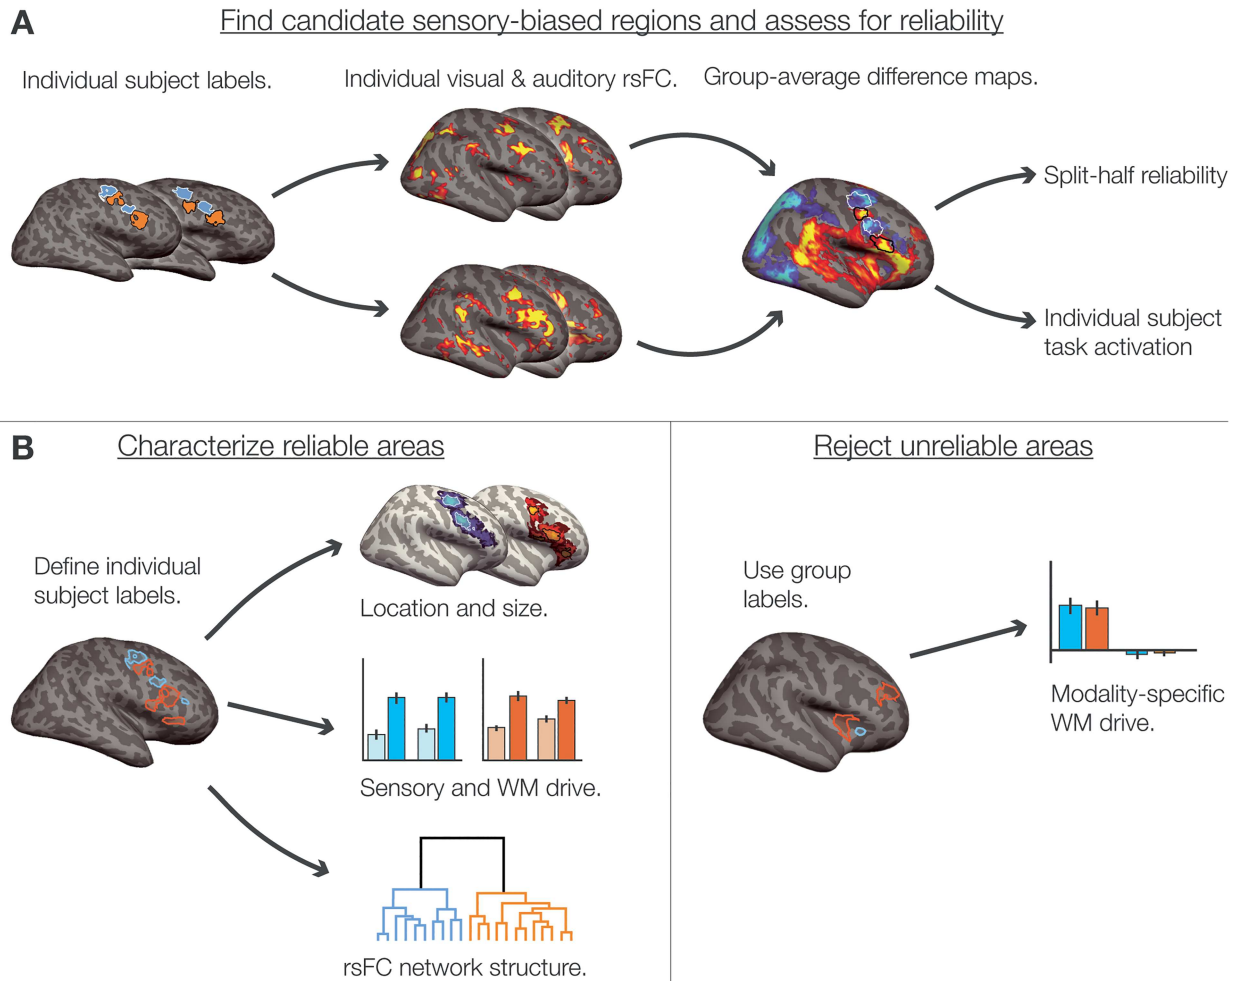 A
Find candidate sensory-biased regions and assess for reliability
Individual subject labels.
Individual visual & auditory rsFC.
Group-average difference maps.
Split-half reliability
Individual subject
task activation
B
Characterize reliable areas
Define individual
subject labels.
Location and size.
Sensory and WM drive.
rsFC network structure.
Reject unreliable areas
Use group
labels.
Modality-specific
WM drive.